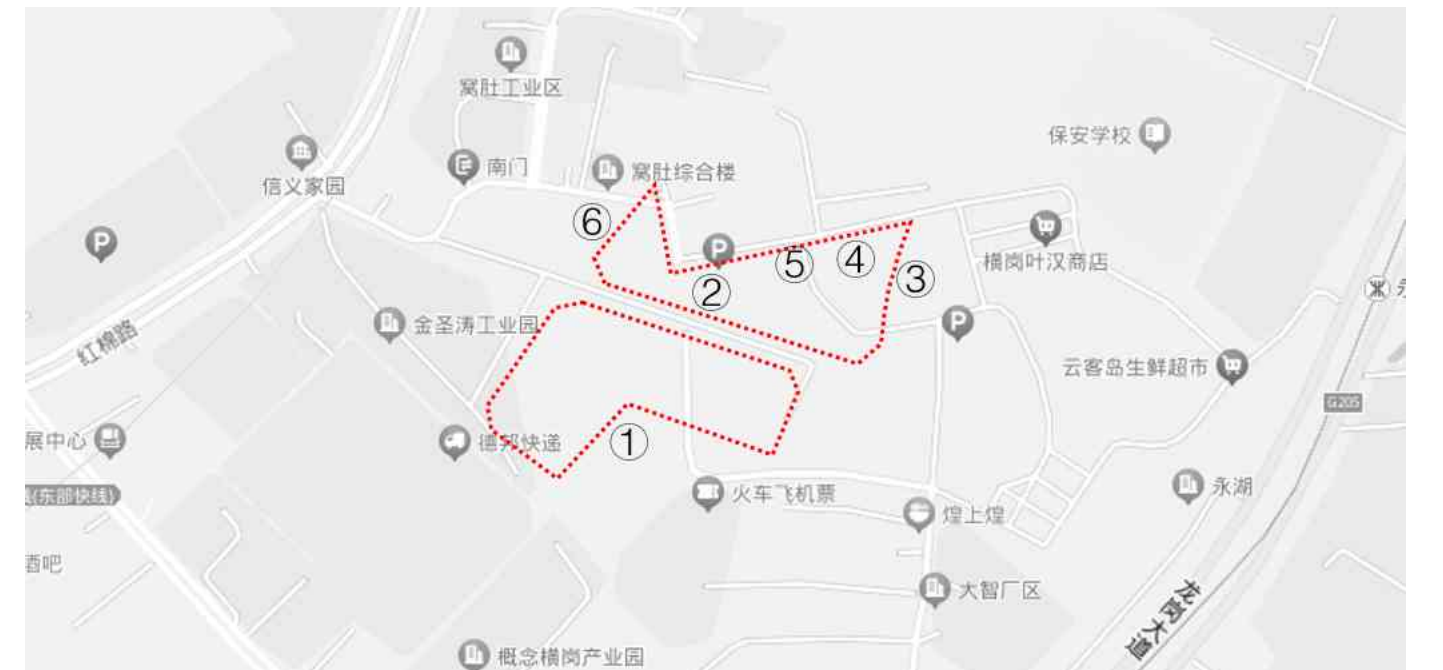 窝肚工业区
保安学校
南门
窝肚综合楼
信义家园
P
⑥
P
⑤
④
③
横岗叶汉商店
②
金圣涛工业园
P
红棉路
云客岛生鲜超市
G205
展中心
德邦快递
①
(东部快线)
火车飞机票
永湖
煌上煌
酒吧
大智厂区
龙岗大道
概念横岗产业园